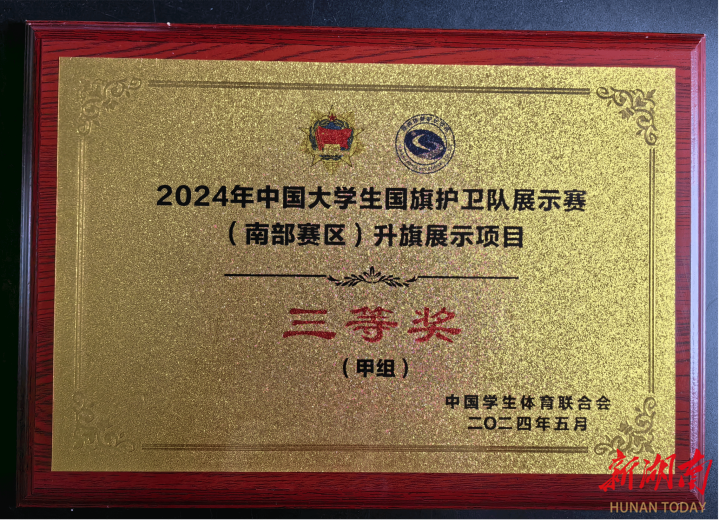 2024年中国大学生国旗护卫队展示赛
（南部赛区）升旗展示项目
三等奖
（甲组）
中国学生体育联合会
二〇二四年五月
新湖南
HUNAN TODAY